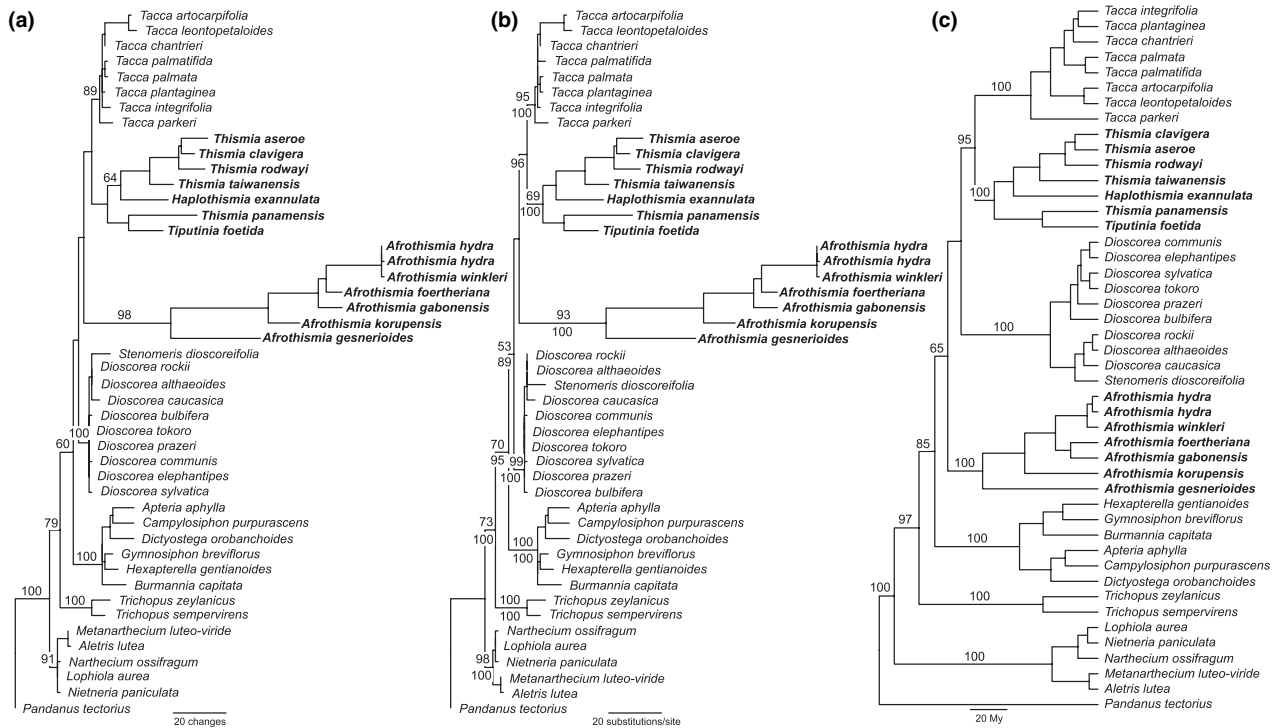 (a)
Tacca artocarpifolia
Tacca leontopetaloides
Tacca chantrieri
Tacca palmatifida
Tacca palmata
89
Tacca plantaginea
Tacca integrifolia
Tacca parkeri
Thismia aseroe
Thismia clavigera
Thismia rodwayi
64
Thismia taiwanensis
Haplothismia exannulata
Thismia panamensis
Tiputinia foetida
Afrothismia hydra
Afrothismia hydra
Afrothismia winkleri
Afrothismia foertheriana
Afrothismia gabonensis
98
Afrothismia korupensis
Afrothismia gesnerioides
Stenomeris dioscoreifolia
Dioscorea rockii
Dioscorea althaeoides
Dioscorea caucasica
Dioscorea bulbifera
100
Dioscorea tokoro
60
Dioscorea prazeri
Dioscorea communis
Dioscorea elephantipes
Dioscorea sylvatica
Apteria aphylla
79
Campylosiphon purpurascens
Dictyostega orobanchoides
100
Gymnosiphon breviflorus
Hexapterella gentianoides
Burmannia capitata
100
100
Trichopus zeylanicus
Trichopus sempervirens
Metanarthecium luteo-viride
Aletris lutea
91
Narthecium ossifragum
Lophiola aurea
Nietneria paniculata
Pandanus tectorius
20 changes
(b)
Tacca artocarpifolia
Tacca leontopetaloides
Tacca chantrieri
Tacca palmatifida
Tacca palmata
95
Tacca plantaginea
100
Tacca integrifolia
Tacca parkeri
Thismia aseroe
96
Thismia clavigera
Thismia rodwayi
Thismia taiwanensis
69
Haplothismia exannulata
100
Thismia panamensis
Tiputinia foetida
Afrothismia hydra
Afrothismia hydra
Afrothismia winkleri
Afrothismia foertheriana
Afrothismia gabonensis
93
Afrothismia korupensis
100
Afrothismia gesnerioides
53
89
Dioscorea rockii
Dioscorea althaeoides
Stenomeris dioscoreifolia
Dioscorea caucasica
Dioscorea communis
Dioscorea elephantipes
70
Dioscorea tokoro
95
99
Dioscorea sylvatica
100
Dioscorea prazeri
Dioscorea bulbifera
Apteria aphylla
73
Campylosiphon purpurascens
100
Dictyostega orobanchoides
100
100
Gymnosiphon breviflorus
Hexapterella gentianoides
Burmannia capitata
100
100
Trichopus zeylanicus
Trichopus sempervirens
Narthecium ossifragum
Lophiola aurea
98
Nietneria paniculata
100
Metanarthecium luteo-viride
Aletris lutea
Pandanus tectorius
20 substitutions/site
(c)
Tacca integrifolia
Tacca plantaginea
Tacca chantrieri
Tacca palmata
Tacca palmatifida
100
Tacca artocarpifolia
Tacca leontopetaloides
Tacca parkeri
95
Thismia clavigera
Thismia aseroe
Thismia rodwayi
Thismia taiwanensis
100
Haplothismia exannulata
Thismia panamensis
Tiputinia foetida
Dioscorea communis
Dioscorea elephantipes
Dioscorea sylvatica
Dioscorea tokoro
Dioscorea prazeri
Dioscorea bulbifera
100
Dioscorea rockii
Dioscorea althaeoides
65
Dioscorea caucasica
Stenomeris dioscoreifolia
Afrothismia hydra
Afrothismia hydra
Afrothismia winkleri
85
Afrothismia foertheriana
Afrothismia gabonensis
100
Afrothismia korupensis
Afrothismia gesnerioides
Hexapterella gentianoides
97
Gymnosiphon breviflorus
Burmannia capitata
100
Apteria aphylla
Campylosiphon purpurascens
Dictyostega orobanchoides
100
100
Trichopus zeylanicus
Trichopus sempervirens
Lophiola aurea
Nietneria paniculata
100
Narthecium ossifragum
Metanarthecium luteo-viride
Aletris lutea
Pandanus tectorius
20 My